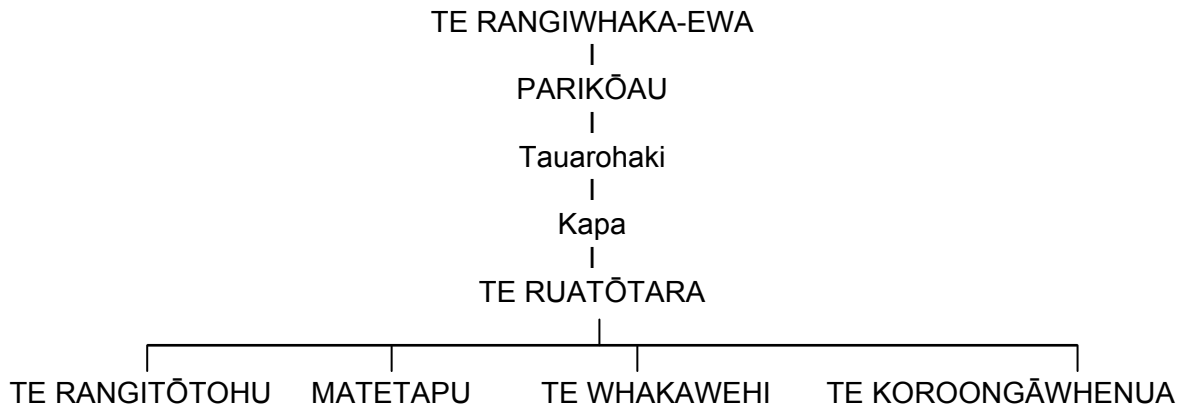 TE RANGIWHAKA-EWA
PARIKŌAU
Tauarohaki
Kapa
TE RUATŌTARA
TE RANGITŌTOHU MATETAPU TE WHAKAWEHI TE KOROONGĀWHENUA